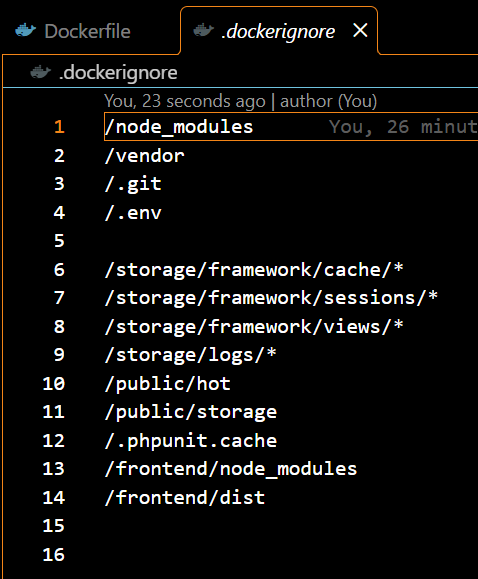 Dockerfile
.dockerignore
.dockerignore
You, 23 seconds ago | author (You)
1 /node_modules You, 26 minut
2 /vendor
3 /.git
4 /.env
5
6 /storage/framework/cache/*
7 /storage/framework/sessions/*
8 /storage/framework/views/*
9 /storage/logs/*
10 /public/hot
11 /public/storage
12 /.phpunit.cache
13 /frontend/node_modules
14 /frontend/dist
15
16